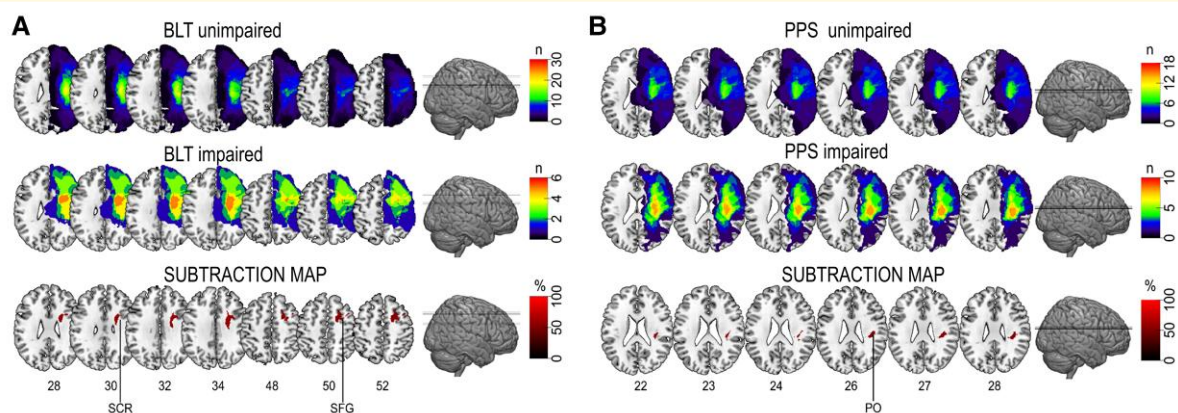 A
BLT unimpaired
n
30
20
10
0
BLT impaired
n
6
4
2
0
SUBTRACTION MAP
%
100
50
0
28 30 32 34 48 50 52
SCR SFG
B
PPS unimpaired
n
18
12
6
0
PPS impaired
n
10
5
0
SUBTRACTION MAP
%
100
50
0
22 23 24 26 27 28
PO